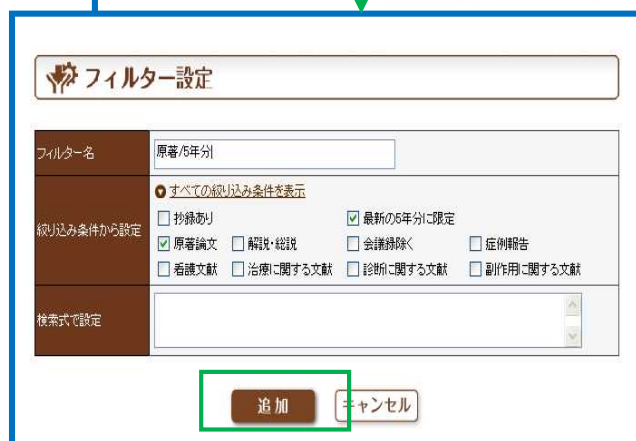 フィルター設定
フィルター名 原著/5年分
すべての絞り込み条件を表示
絞り込み条件から設定
抄録あり 最新の5年分に限定
原著論文 解説・総説 会議録除く 症例報告
看護文献 治療に関する文献 診断に関する文献 副作用に関する文献
検索式で設定
追加 キャンセル